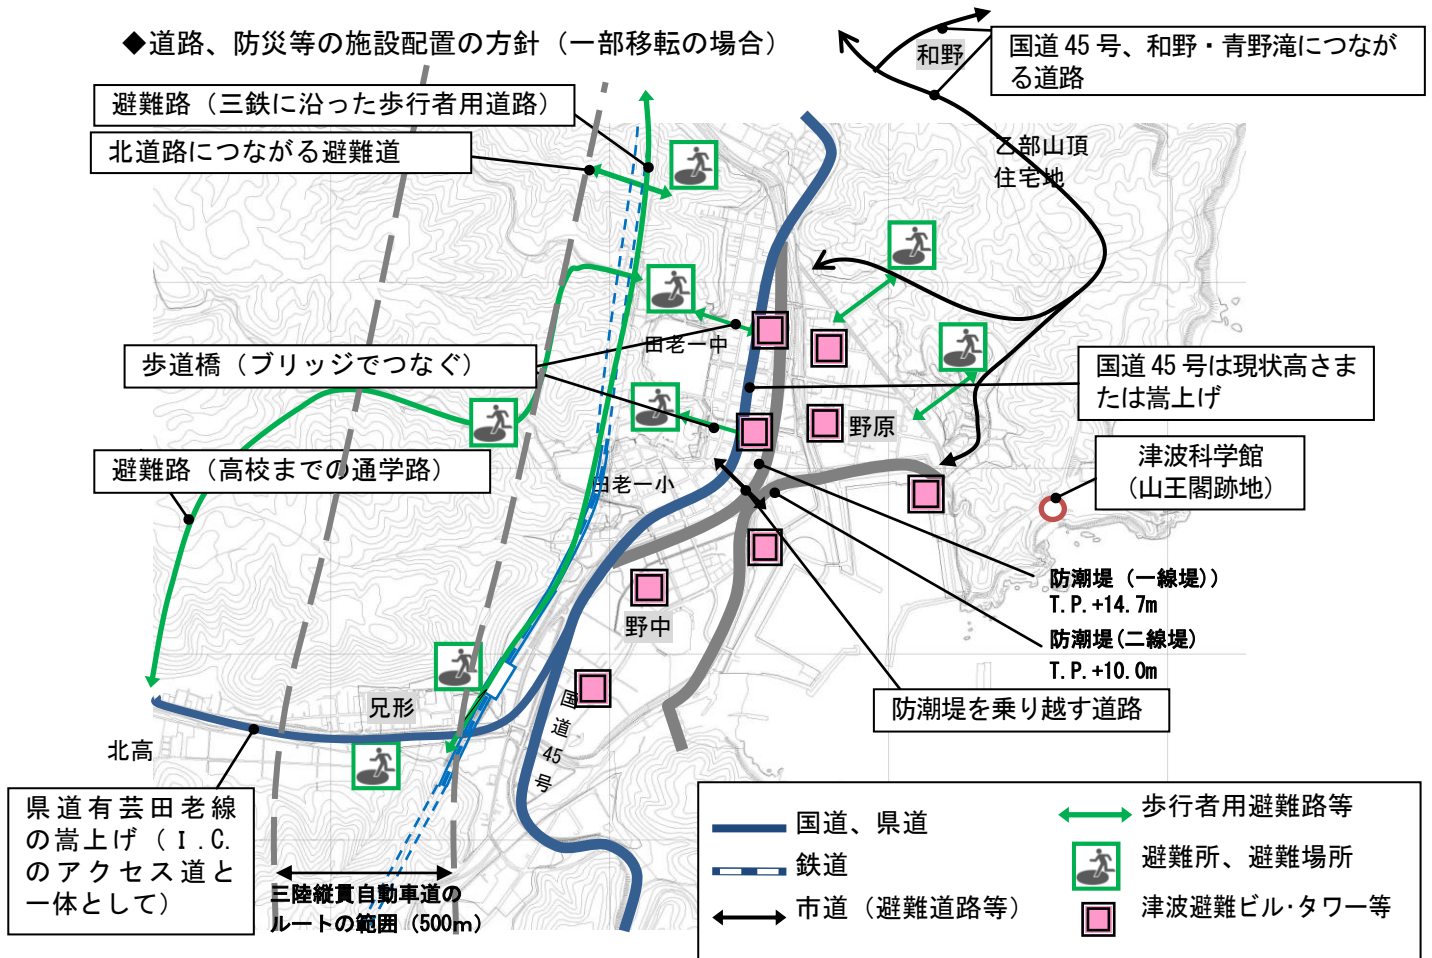 ◆道路、防災等の施設配置の方針（一部移転の場合）
和野
国道 45 号、和野・青野滝につなが
る道路
避難路（三鉄に沿った歩行者用道路）
北道路につながる避難道
乙部山頂
住宅地
歩道橋（ブリッジでつなぐ）
田老一中
国道 45 号は現状高さま
たは嵩上げ
野原
避難路（高校までの通学路）
田老一小
津波科学館
（山王閣跡地）
防潮堤（一線堤））
T.P.+14.7m
防潮堤(二線堤)
T.P.+10.0m
野中
防潮堤を乗り越す道路
兄形
国道45号
北高
県道有芸田老線
の嵩上げ（Ｉ.C.
のアクセス道と
一体として）
三陸縦貫自動車道の
ルートの範囲（500m）
国道、県道
鉄道
市道（避難道路等）
歩行者用避難路等
避難所、避難場所
津波避難ビル・タワー等